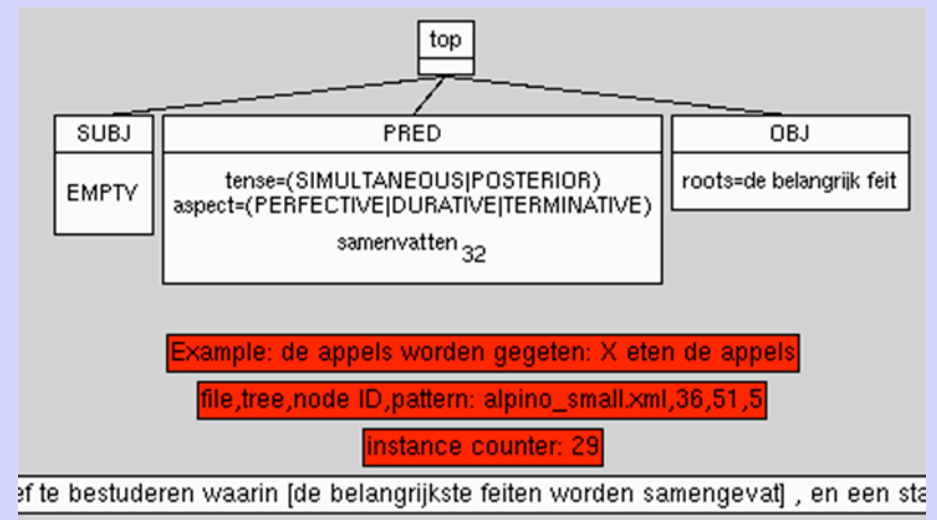 top
SUBJ
EMPTY
PRED
tense=(SIMULTANEOUS|POSTERIOR)
aspect=(PERFECTIVE|DURATIVE|TERMINATIVE)
samenvatten 32
OBJ
roots=de belangrijk feit
Example: de appels worden gegeten: X eten de appels
file,tree,node ID,pattern: alpino_small.xml,36,51,5
instance counter: 29
ef te bestuderen waarin [de belangrijkste feiten worden samengevat] , en een sta